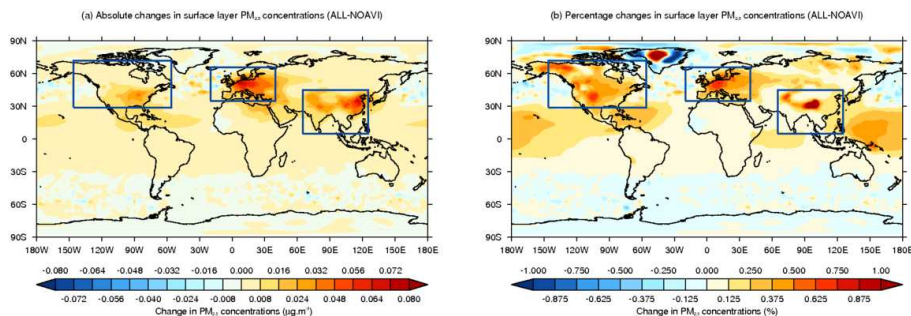 (a) Absolute changes in surface layer PM2.5 concentrations (ALL-NOAVI)
90N
60N
30N
0
30S
60S
90S
180W 150W 120W 90W 60W 30W 0 30E 60E 90E 120E 150E 180E
-0.080 -0.064 -0.048 -0.032 -0.016 0.000 0.016 0.032 0.048 0.064 0.080
-0.072 -0.056 -0.040 -0.024 -0.008 0.008 0.024 0.040 0.056 0.072
Change in PM2.5 concentrations (µg.m-3)
(b) Percentage changes in surface layer PM2.5 concentrations (ALL-NOAVI)
90N
60N
30N
0
30S
60S
90S
180W 150W 120W 90W 60W 30W 0 30E 60E 90E 120E 150E 180E
-1.000 -0.750 -0.500 -0.250 0.000 0.250 0.500 0.750 1.00
-0.875 -0.625 -0.375 -0.125 0.125 0.375 0.625 0.875
Change in PM2.5 concentrations (%)